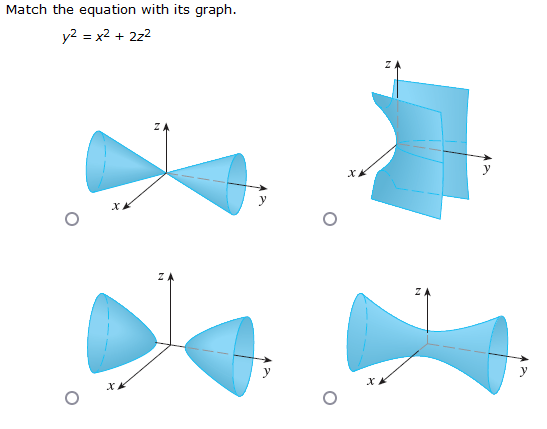 Match the equation with its graph.
y² = x² + 2z²
z
x
y
z
x
y
z
x
y
z
x
y